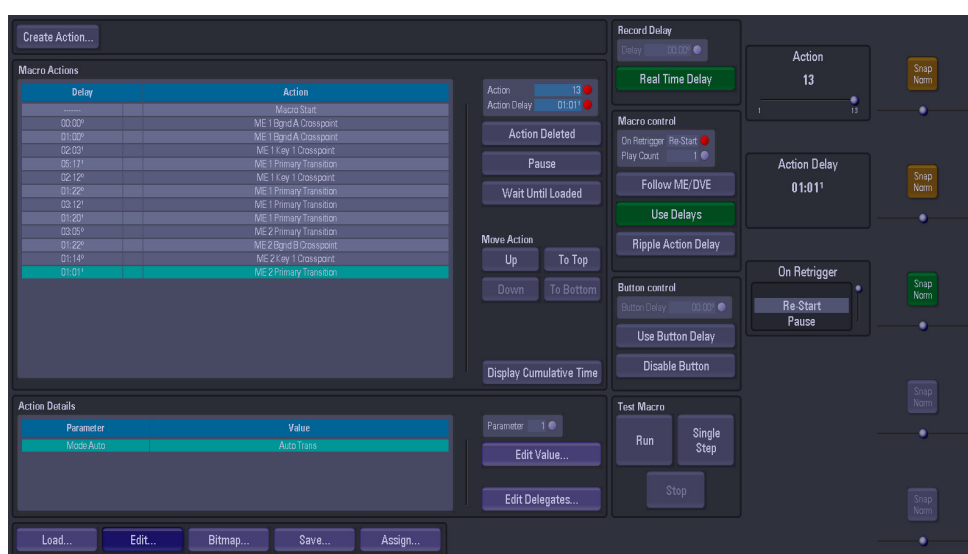 Create Action...
Macro Actions
Delay Action
------ Macro Start
00:00⁰ ME 1 Bgnd A Crosspoint
01:00⁰ ME 1 Bgnd A Crosspoint
02:03¹ ME 1 Key 1 Crosspoint
05:17¹ ME 1 Primary Transition
02:12⁰ ME 1 Key 1 Crosspoint
01:22⁰ ME 1 Primary Transition
03:12¹ ME 1 Primary Transition
01:20¹ ME 1 Primary Transition
03:05⁰ ME 2 Primary Transition
01:22⁰ ME 2 Bgnd B Crosspoint
01:14⁰ ME 2 Key 1 Crosspoint
01:01¹ ME 2 Primary Transition
Action 13
Action Delay 01:01¹
Action Deleted
Pause
Wait Until Loaded
Move Action
Up To Top
Down To Bottom
Display Cumulative Time
Action Details
Parameter Value
Mode Auto Auto Trans
Parameter 1
Edit Value...
Edit Delegates...
Load... Edit... Bitmap... Save... Assign...
Record Delay
Delay 00:00⁰
Real Time Delay
Macro control
On Retrigger Re-Start
Play Count 1
Follow ME/DVE
Use Delays
Ripple Action Delay
Button control
Button Delay 00:00⁰
Use Button Delay
Disable Button
Test Macro
Run Single Step
Stop
Action
13
1 13
Action Delay
01:01¹
On Retrigger
Re-Start
Pause
Snap
Norm
Snap
Norm
Snap
Norm
Snap
Norm
Snap
Norm